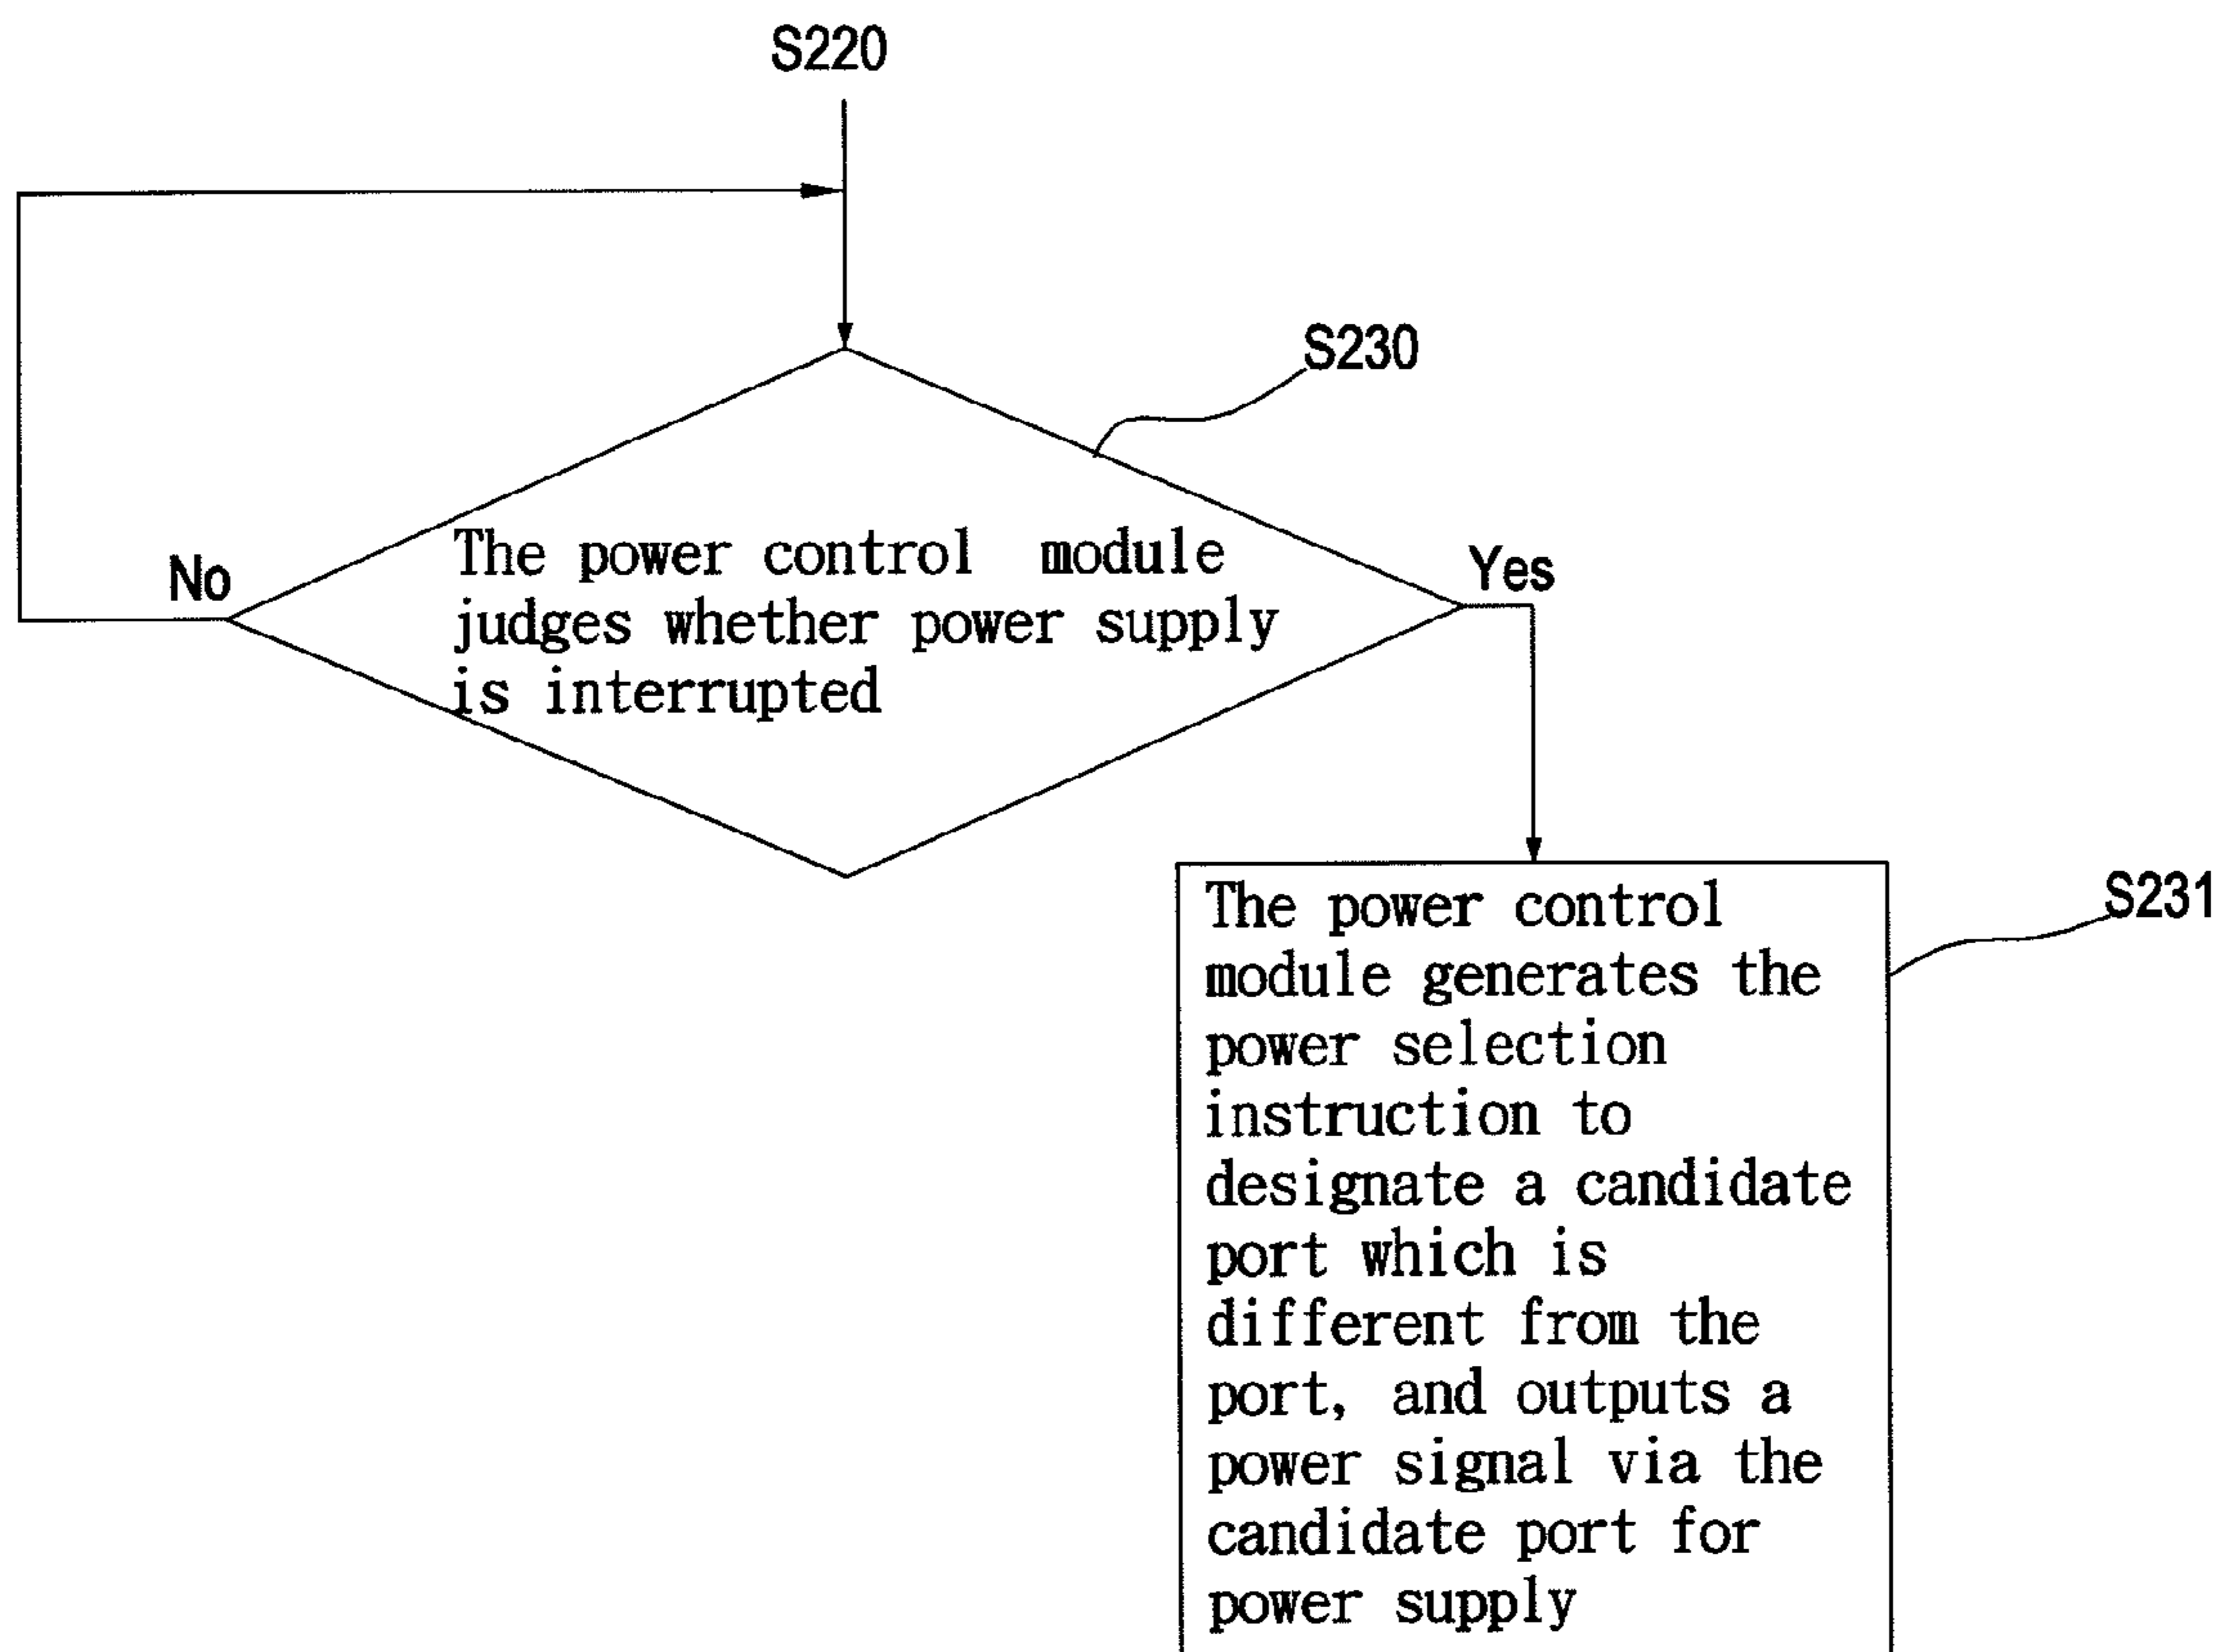 S220
S230
The power control module
judges whether power supply
is interrupted
No
Yes
S231
The power control
module generates the
power selection
instruction to
designate a candidate
port which is
different from the
port, and outputs a
power signal via the
candidate port for
power supply